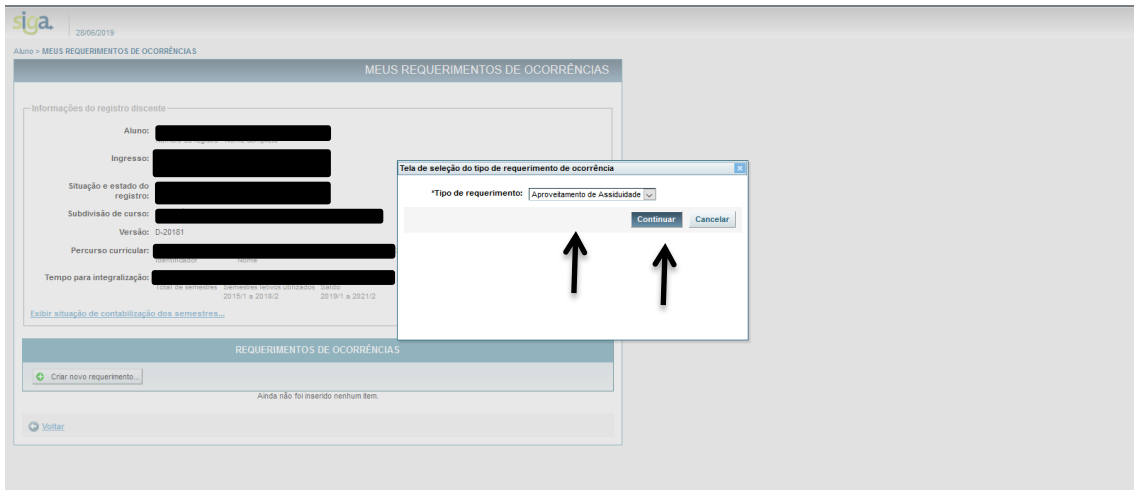 siga.
28/06/2019
Aluno > MEUS REQUERIMENTOS DE OCORRÊNCIAS
MEUS REQUERIMENTOS DE OCORRÊNCIAS
Informações do registro discente
Aluno:
Ingresso:
Situação e estado do
registro:
Subdivisão de curso:
Versão: D-20181
Percurso curricular:
Identificador Nome
Tempo para integralização:
Total de semestres Semestres letivos utilizados Saldo
2015/1 a 2018/2 2019/1 a 2021/2
Exibir situação de contabilização dos semestres...
Tela de seleção do tipo de requerimento de ocorrência
*Tipo de requerimento: Aproveitamento de Assiduidade
Continuar Cancelar
REQUERIMENTOS DE OCORRÊNCIAS
Criar novo requerimento...
Ainda não foi inserido nenhum item.
Voltar